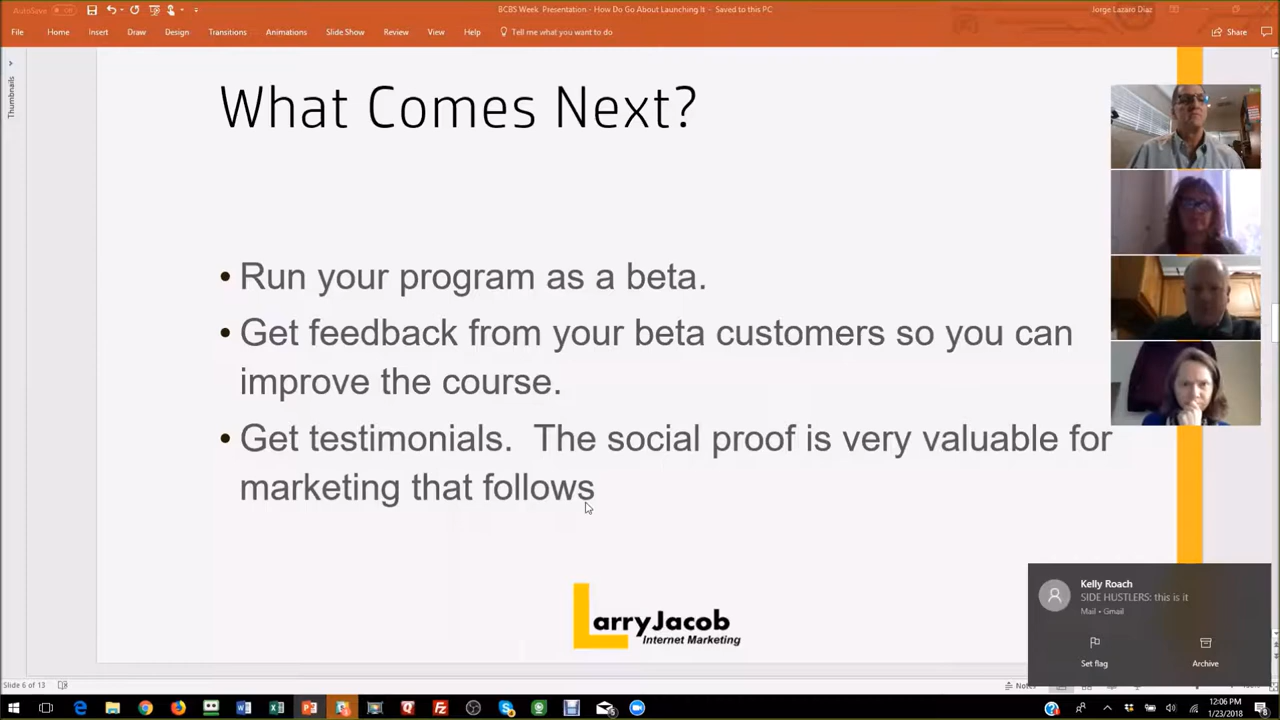 AutoSave Off
BCBS Week Presentation - How Do Go About Launching It - Saved to this PC
Jorge Lazaro Diaz
File Home Insert Draw Design Transitions Animations Slide Show Review View Help Tell me what you want to do
Share
Thumbnails
What Comes Next?
• Run your program as a beta.
• Get feedback from your beta customers so you can
improve the course.
• Get testimonials.  The social proof is very valuable for
marketing that follows
LarryJacob
Internet Marketing
Kelly Roach
SIDE HUSTLERS: this is it
Mail • Gmail
Set flag
Archive
Slide 6 of 13
12:06 PM
1/23/2018